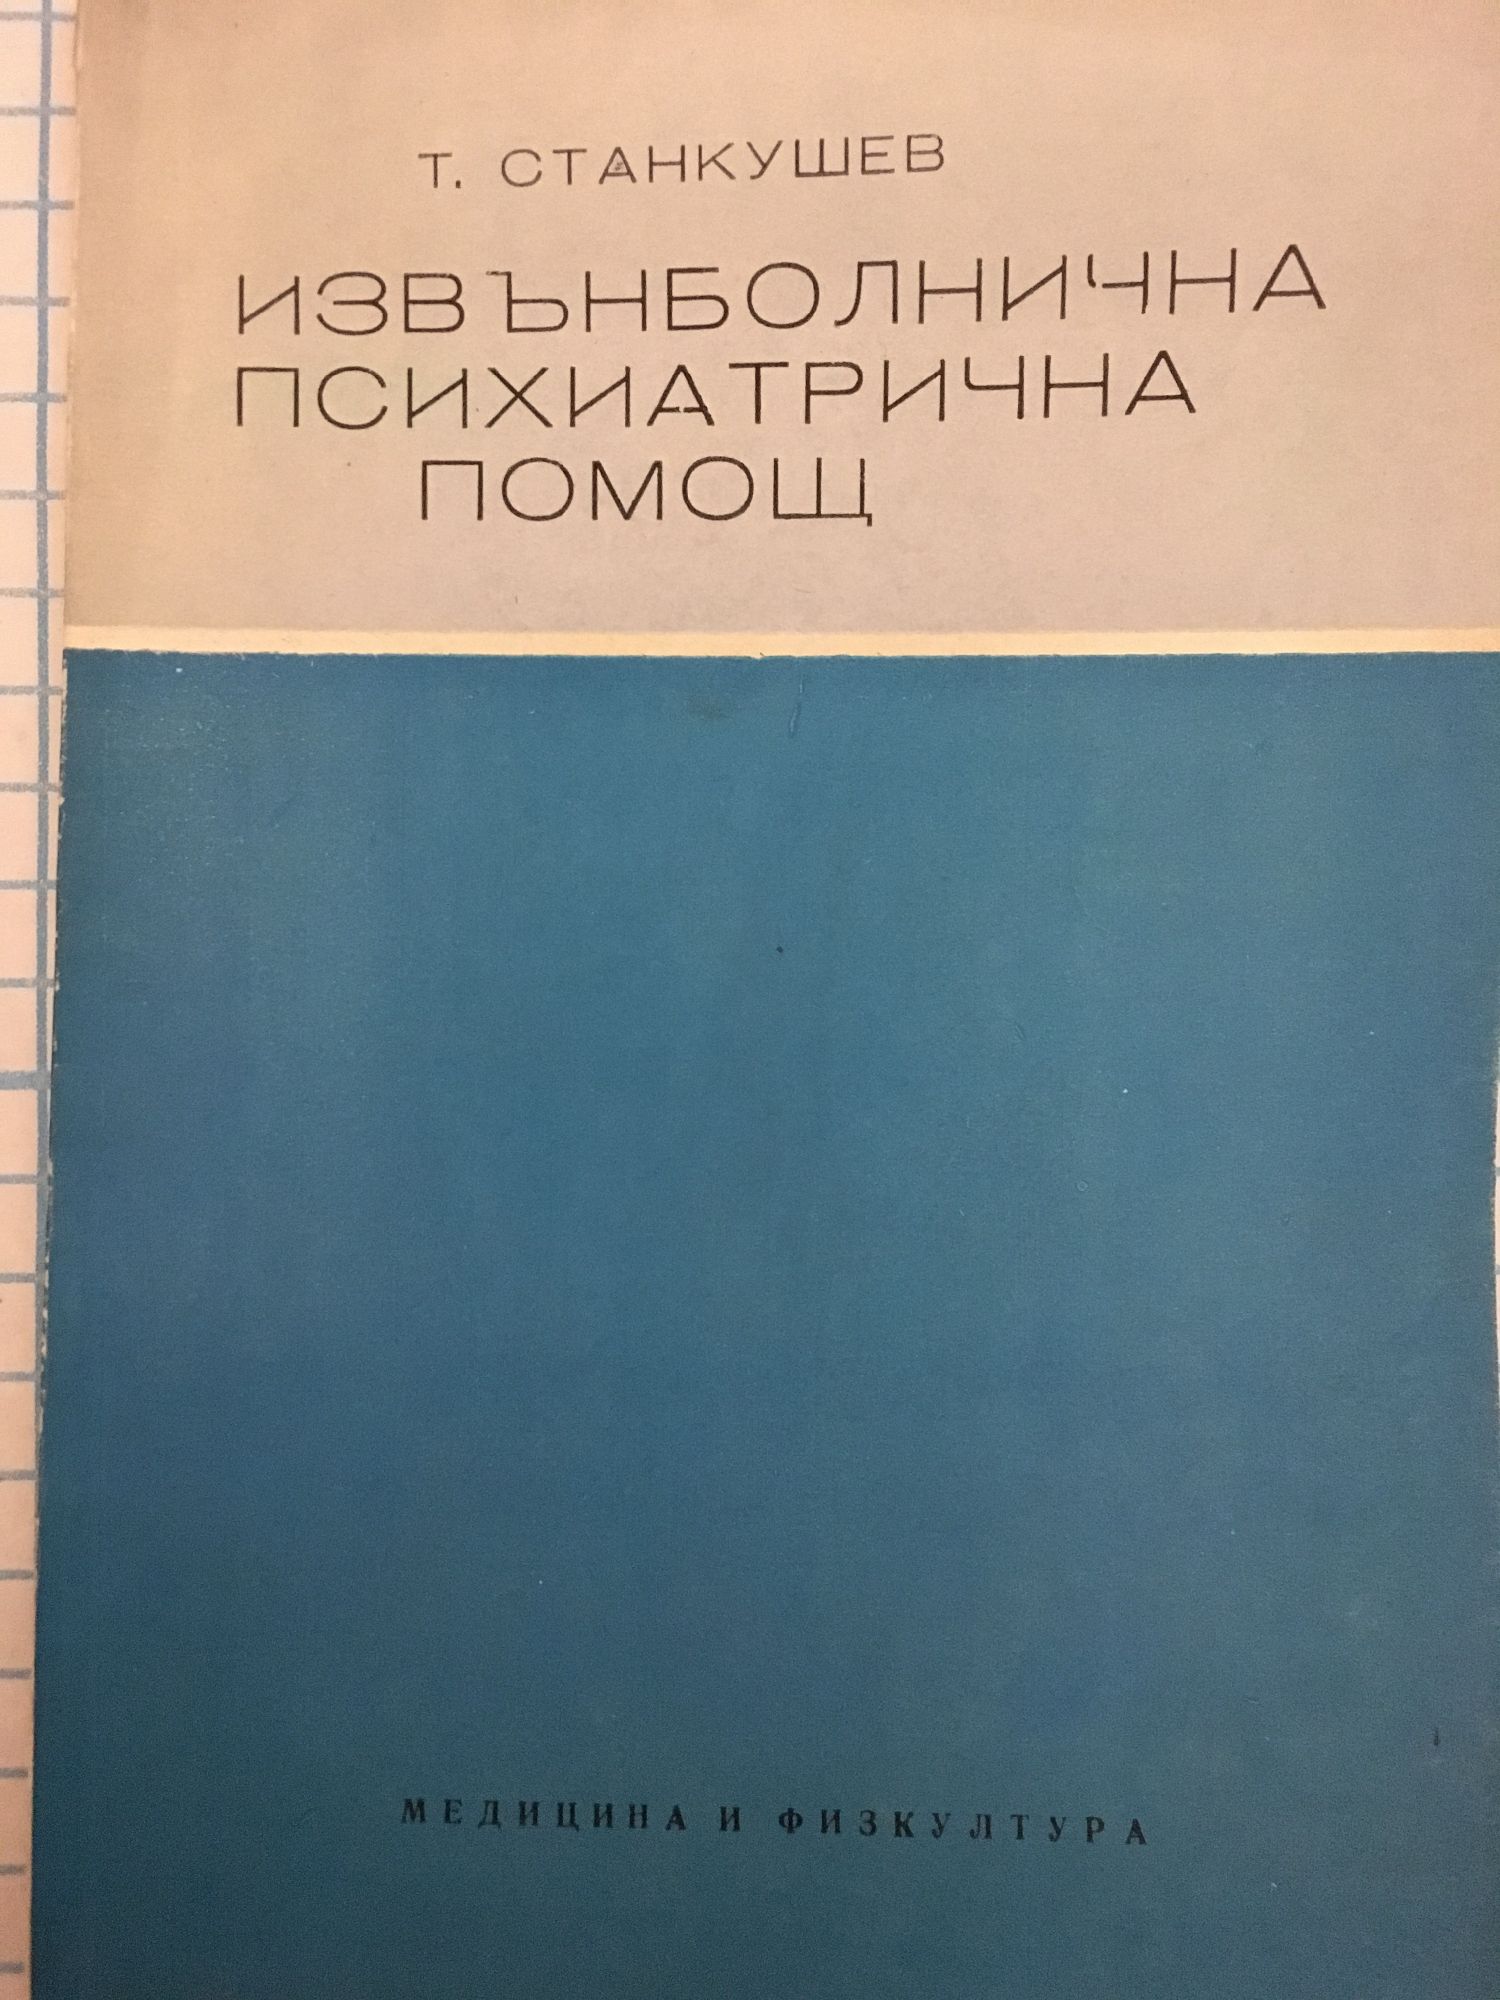 Т. СТАНКУШЕВ
ИЗВЪНБОЛНИЧНА
ПСИХИАТРИЧНА
ПОМОЩ
МЕДИЦИНА И ФИЗКУЛТУРА